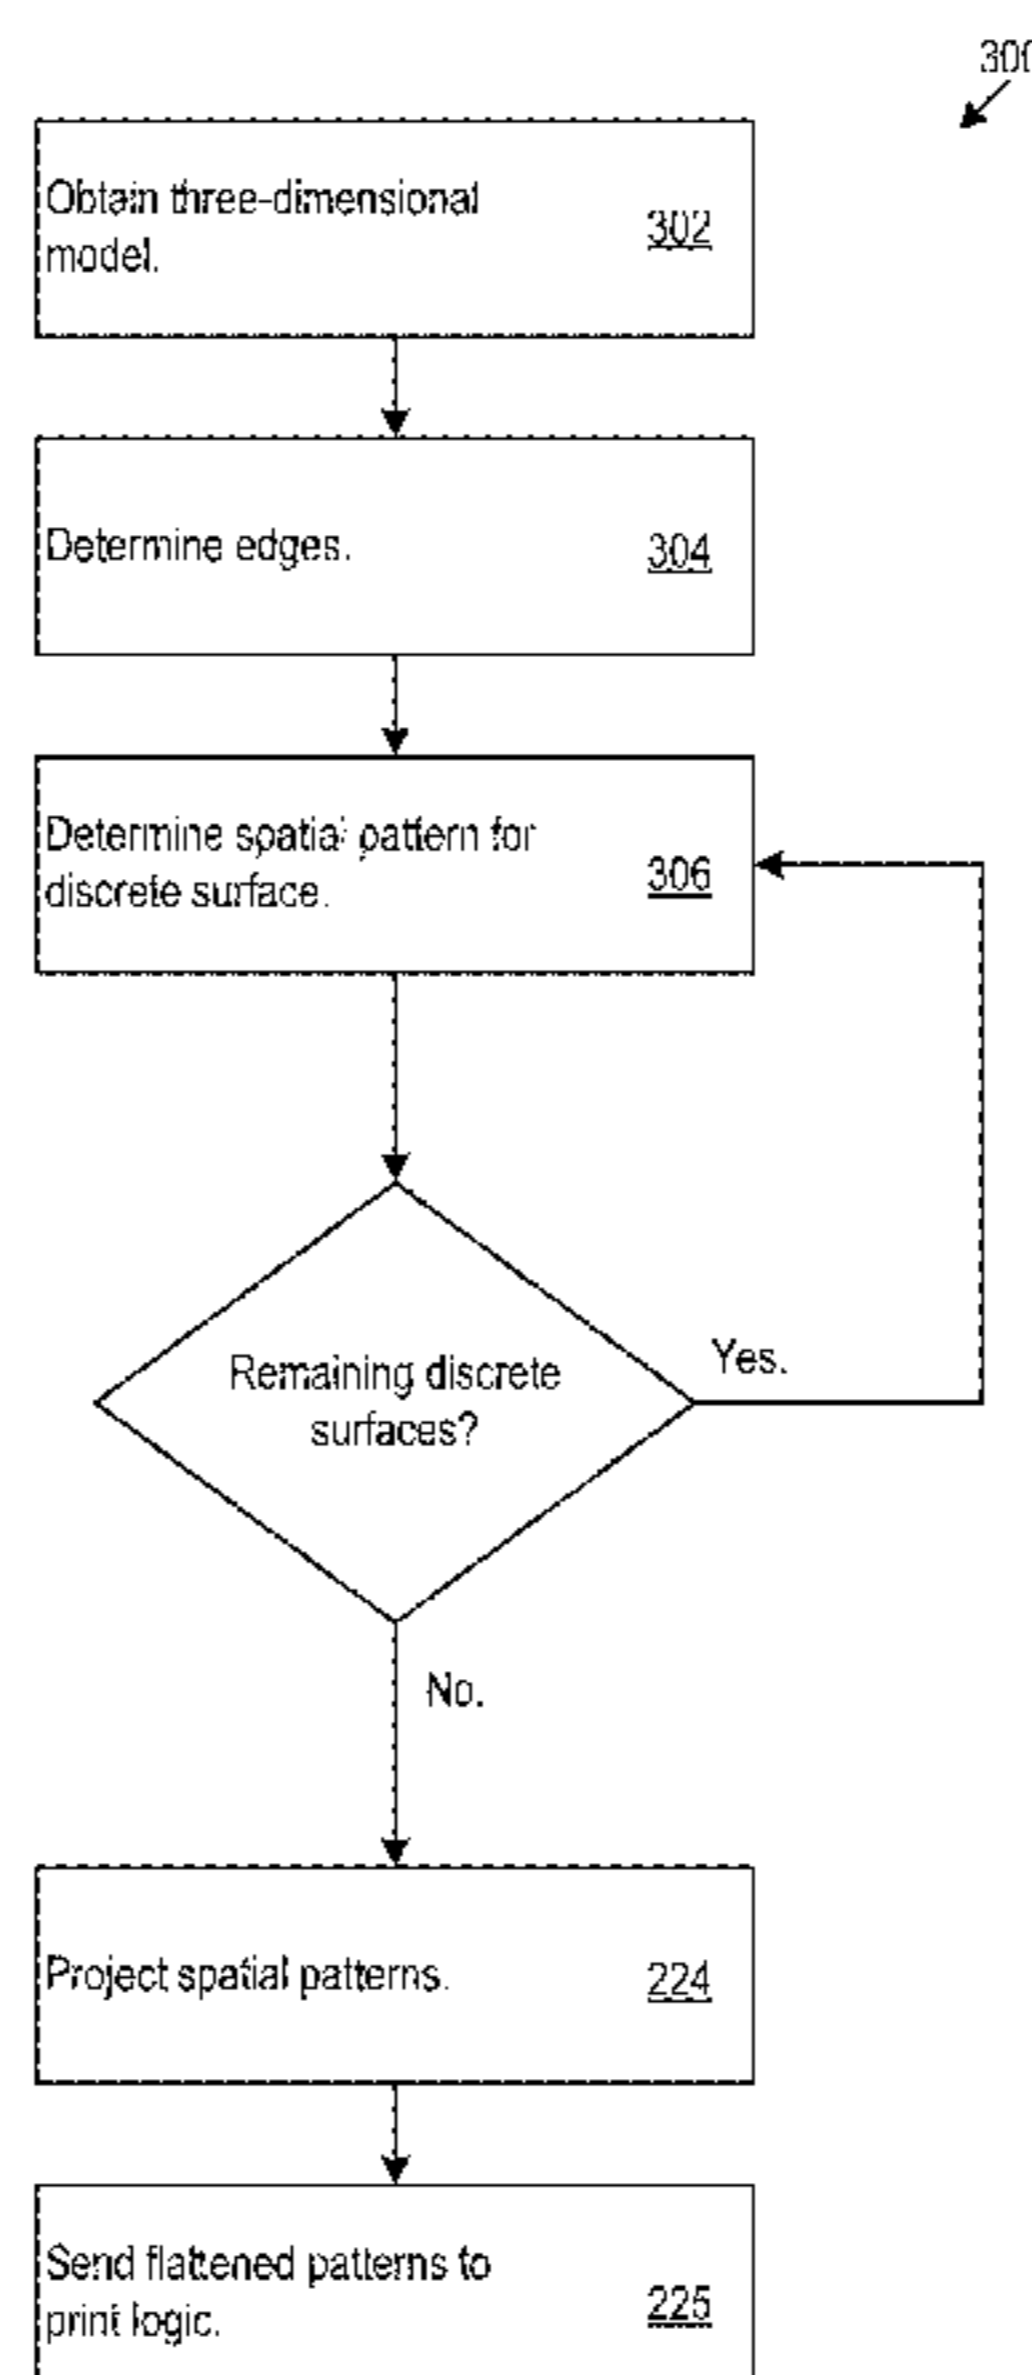 300
Obtain three-dimensional
model.
302
Determine edges.
304
Determine spatial pattern for
discrete surface.
306
Remaining discrete
surfaces?
Yes.
No.
Project spatial patterns.
224
Send flattened patterns to
print logic.
225